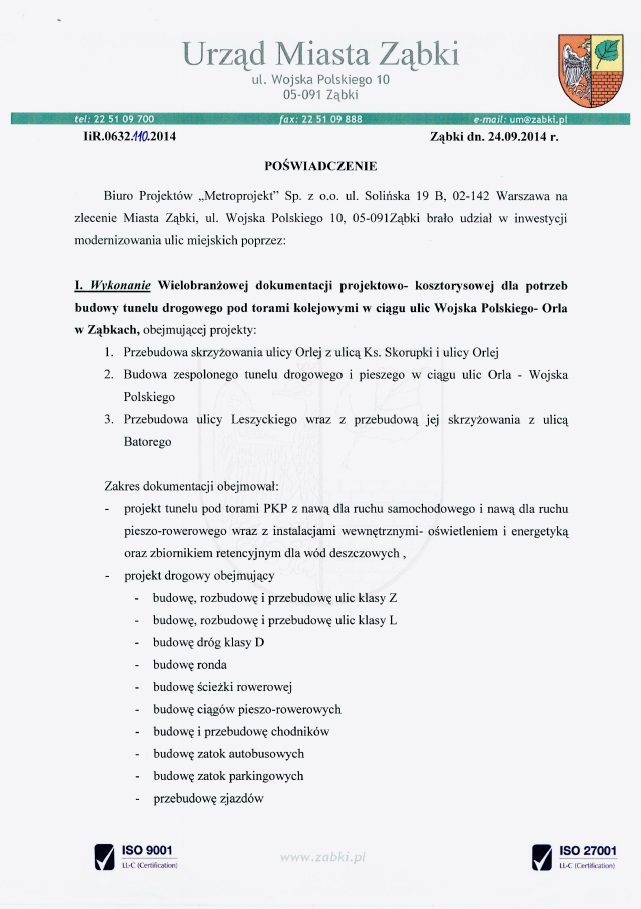 Urząd Miasta Ząbki
ul. Wojska Polskiego 10
05-091 Ząbki
tel: 22 51 09 700 fax: 22 51 09 888 e-mail: um@zabki.pl
IiR.0632.110.2014 Ząbki dn. 24.09.2014 r.
POŚWIADCZENIE
Biuro Projektów „Metroprojekt" Sp. z o.o. ul. Solińska 19 B, 02-142 Warszawa na
zlecenie Miasta Ząbki, ul. Wojska Polskiego 10, 05-091Ząbki brało udział w inwestycji
modernizowania ulic miejskich poprzez:
I. Wykonanie Wielobranżowej dokumentacji projektowo- kosztorysowej dla potrzeb
budowy tunelu drogowego pod torami kolejowymi w ciągu ulic Wojska Polskiego- Orla
w Ząbkach, obejmującej projekty:
1. Przebudowa skrzyżowania ulicy Orlej z ulicą Ks. Skorupki i ulicy Orlej
2. Budowa zespolonego tunelu drogowego i pieszego w ciągu ulic Orla - Wojska
Polskiego
3. Przebudowa ulicy Leszyckiego wraz z przebudową jej skrzyżowania z ulicą
Batorego
Zakres dokumentacji obejmował:
- projekt tunelu pod torami PKP z nawą dla ruchu samochodowego i nawą dla ruchu
pieszo-rowerowego wraz z instalacjami wewnętrznymi- oświetleniem i energetyką
oraz zbiornikiem retencyjnym dla wód deszczowych ,
- projekt drogowy obejmujący
- budowę, rozbudowę i przebudowę ulic klasy Z
- budowę, rozbudowę i przebudowę ulic klasy L
- budowę dróg klasy D
- budowę ronda
- budowę ścieżki rowerowej
- budowę ciągów pieszo-rowerowych
- budowę i przebudowę chodników
- budowę zatok autobusowych
- budowę zatok parkingowych
- przebudowę zjazdów
ISO 9001
LL-C (Certification)
www.zabki.pl
ISO 27001
LL-C (Certification)